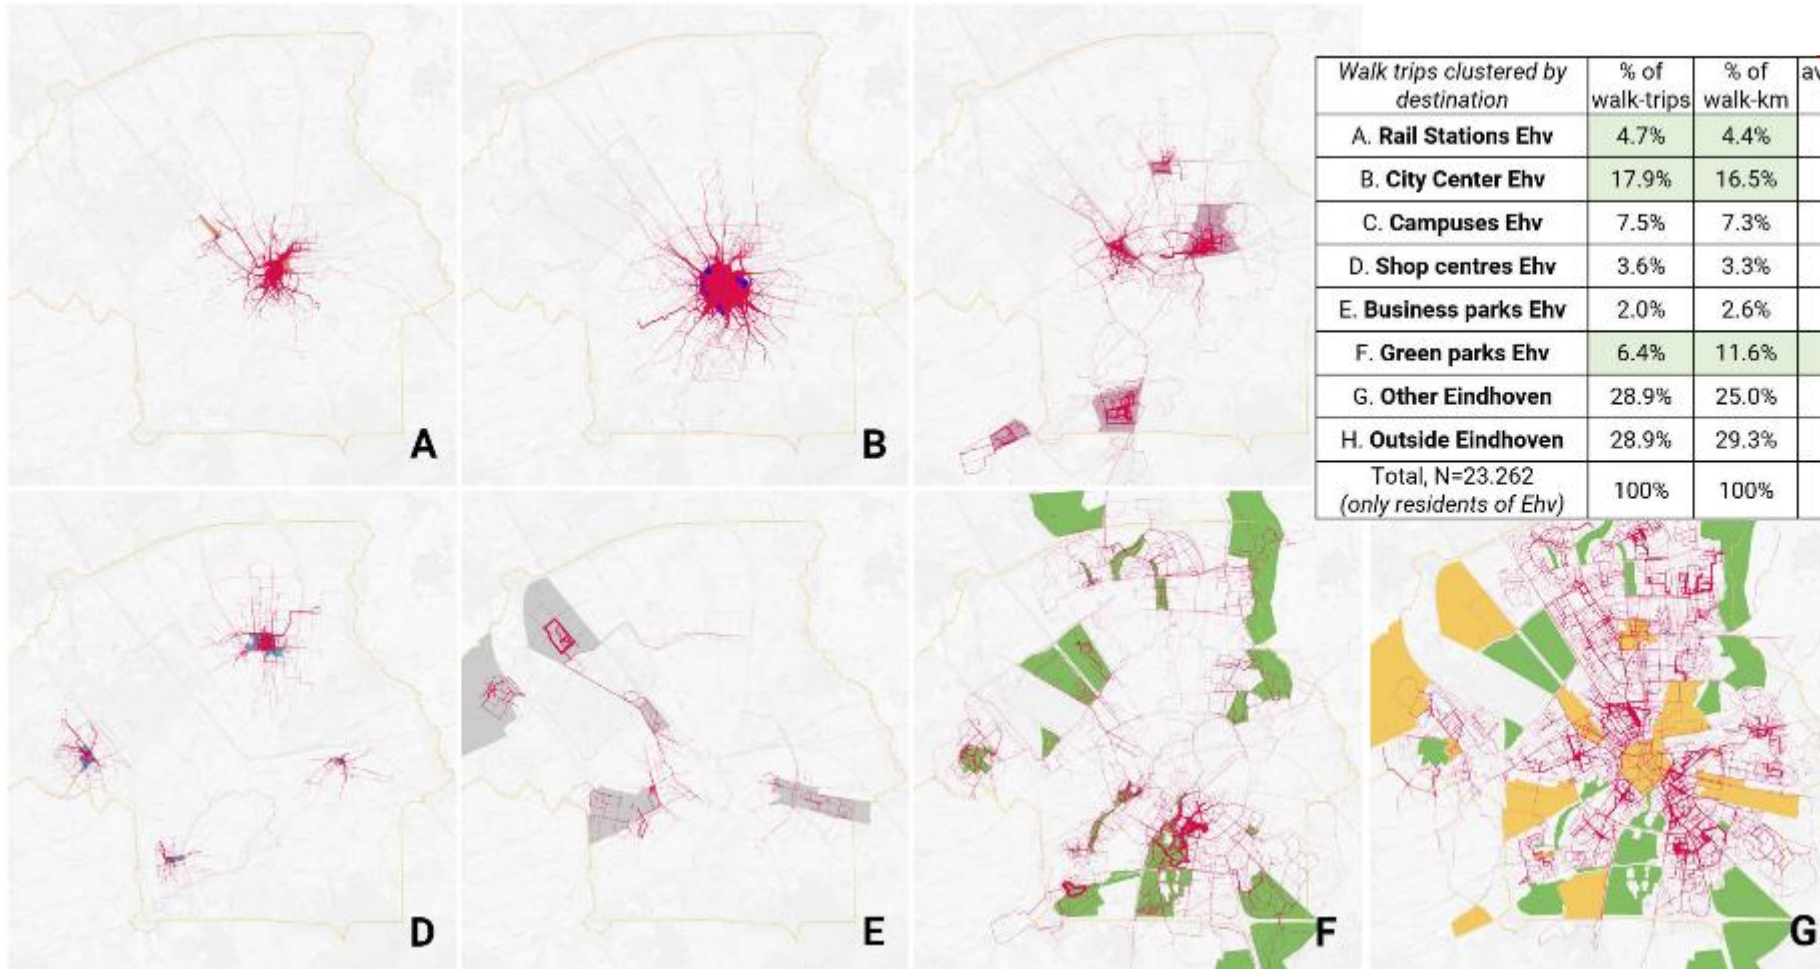 Walk trips clustered by destination % of walk-trips % of walk-km
A. Rail Stations Ehv 4.7% 4.4%
B. City Center Ehv 17.9% 16.5%
C. Campuses Ehv 7.5% 7.3%
D. Shop centres Ehv 3.6% 3.3%
E. Business parks Ehv 2.0% 2.6%
F. Green parks Ehv 6.4% 11.6%
G. Other Eindhoven 28.9% 25.0%
H. Outside Eindhoven 28.9% 29.3%
Total, N=23.262 (only residents of Ehv) 100% 100%
A
B
D
E
F
G